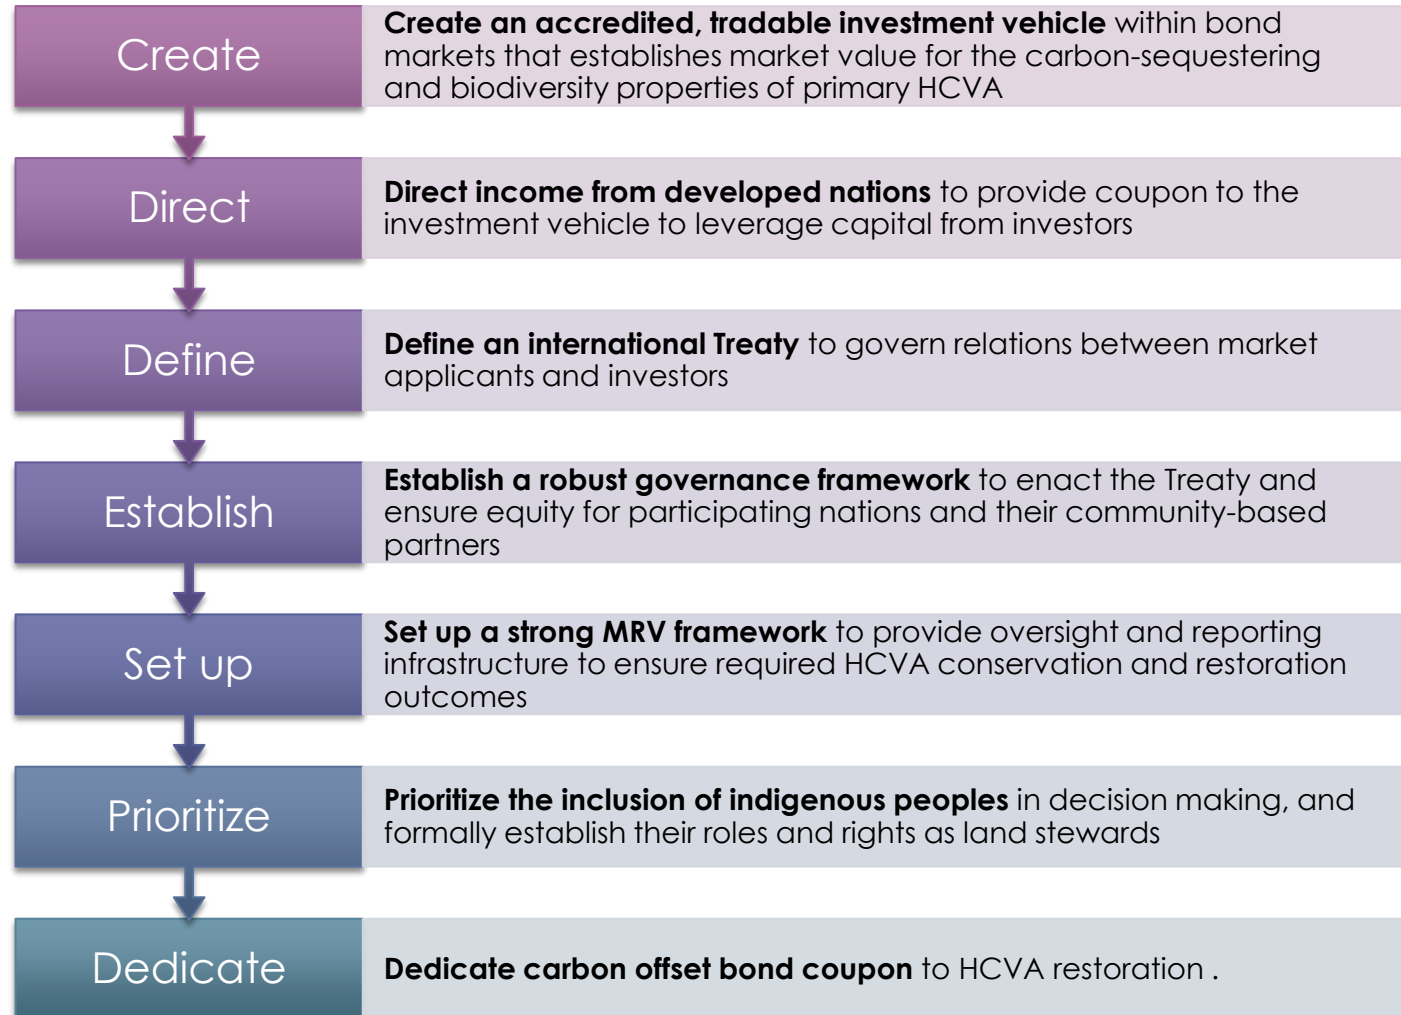 Create
Create an accredited, tradable investment vehicle within bond
markets that establishes market value for the carbon-sequestering
and biodiversity properties of primary HCVA
Direct
Direct income from developed nations to provide coupon to the
investment vehicle to leverage capital from investors
Define
Define an international Treaty to govern relations between market
applicants and investors
Establish
Establish a robust governance framework to enact the Treaty and
ensure equity for participating nations and their community-based
partners
Set up
Set up a strong MRV framework to provide oversight and reporting
infrastructure to ensure required HCVA conservation and restoration
outcomes
Prioritize
Prioritize the inclusion of indigenous peoples in decision making, and
formally establish their roles and rights as land stewards
Dedicate
Dedicate carbon offset bond coupon to HCVA restoration .